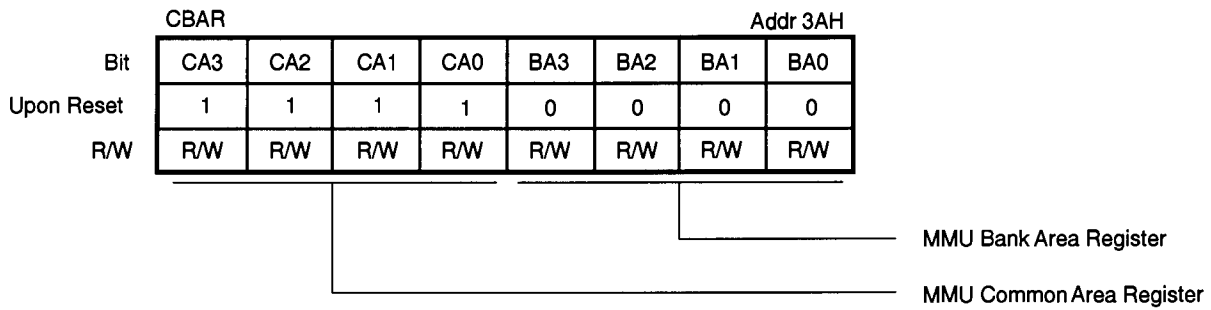 CBAR Addr 3AH
Bit CA3 CA2 CA1 CA0 BA3 BA2 BA1 BA0
Upon Reset 1 1 1 1 0 0 0 0
R/W R/W R/W R/W R/W R/W R/W R/W R/W
MMU Bank Area Register
MMU Common Area Register